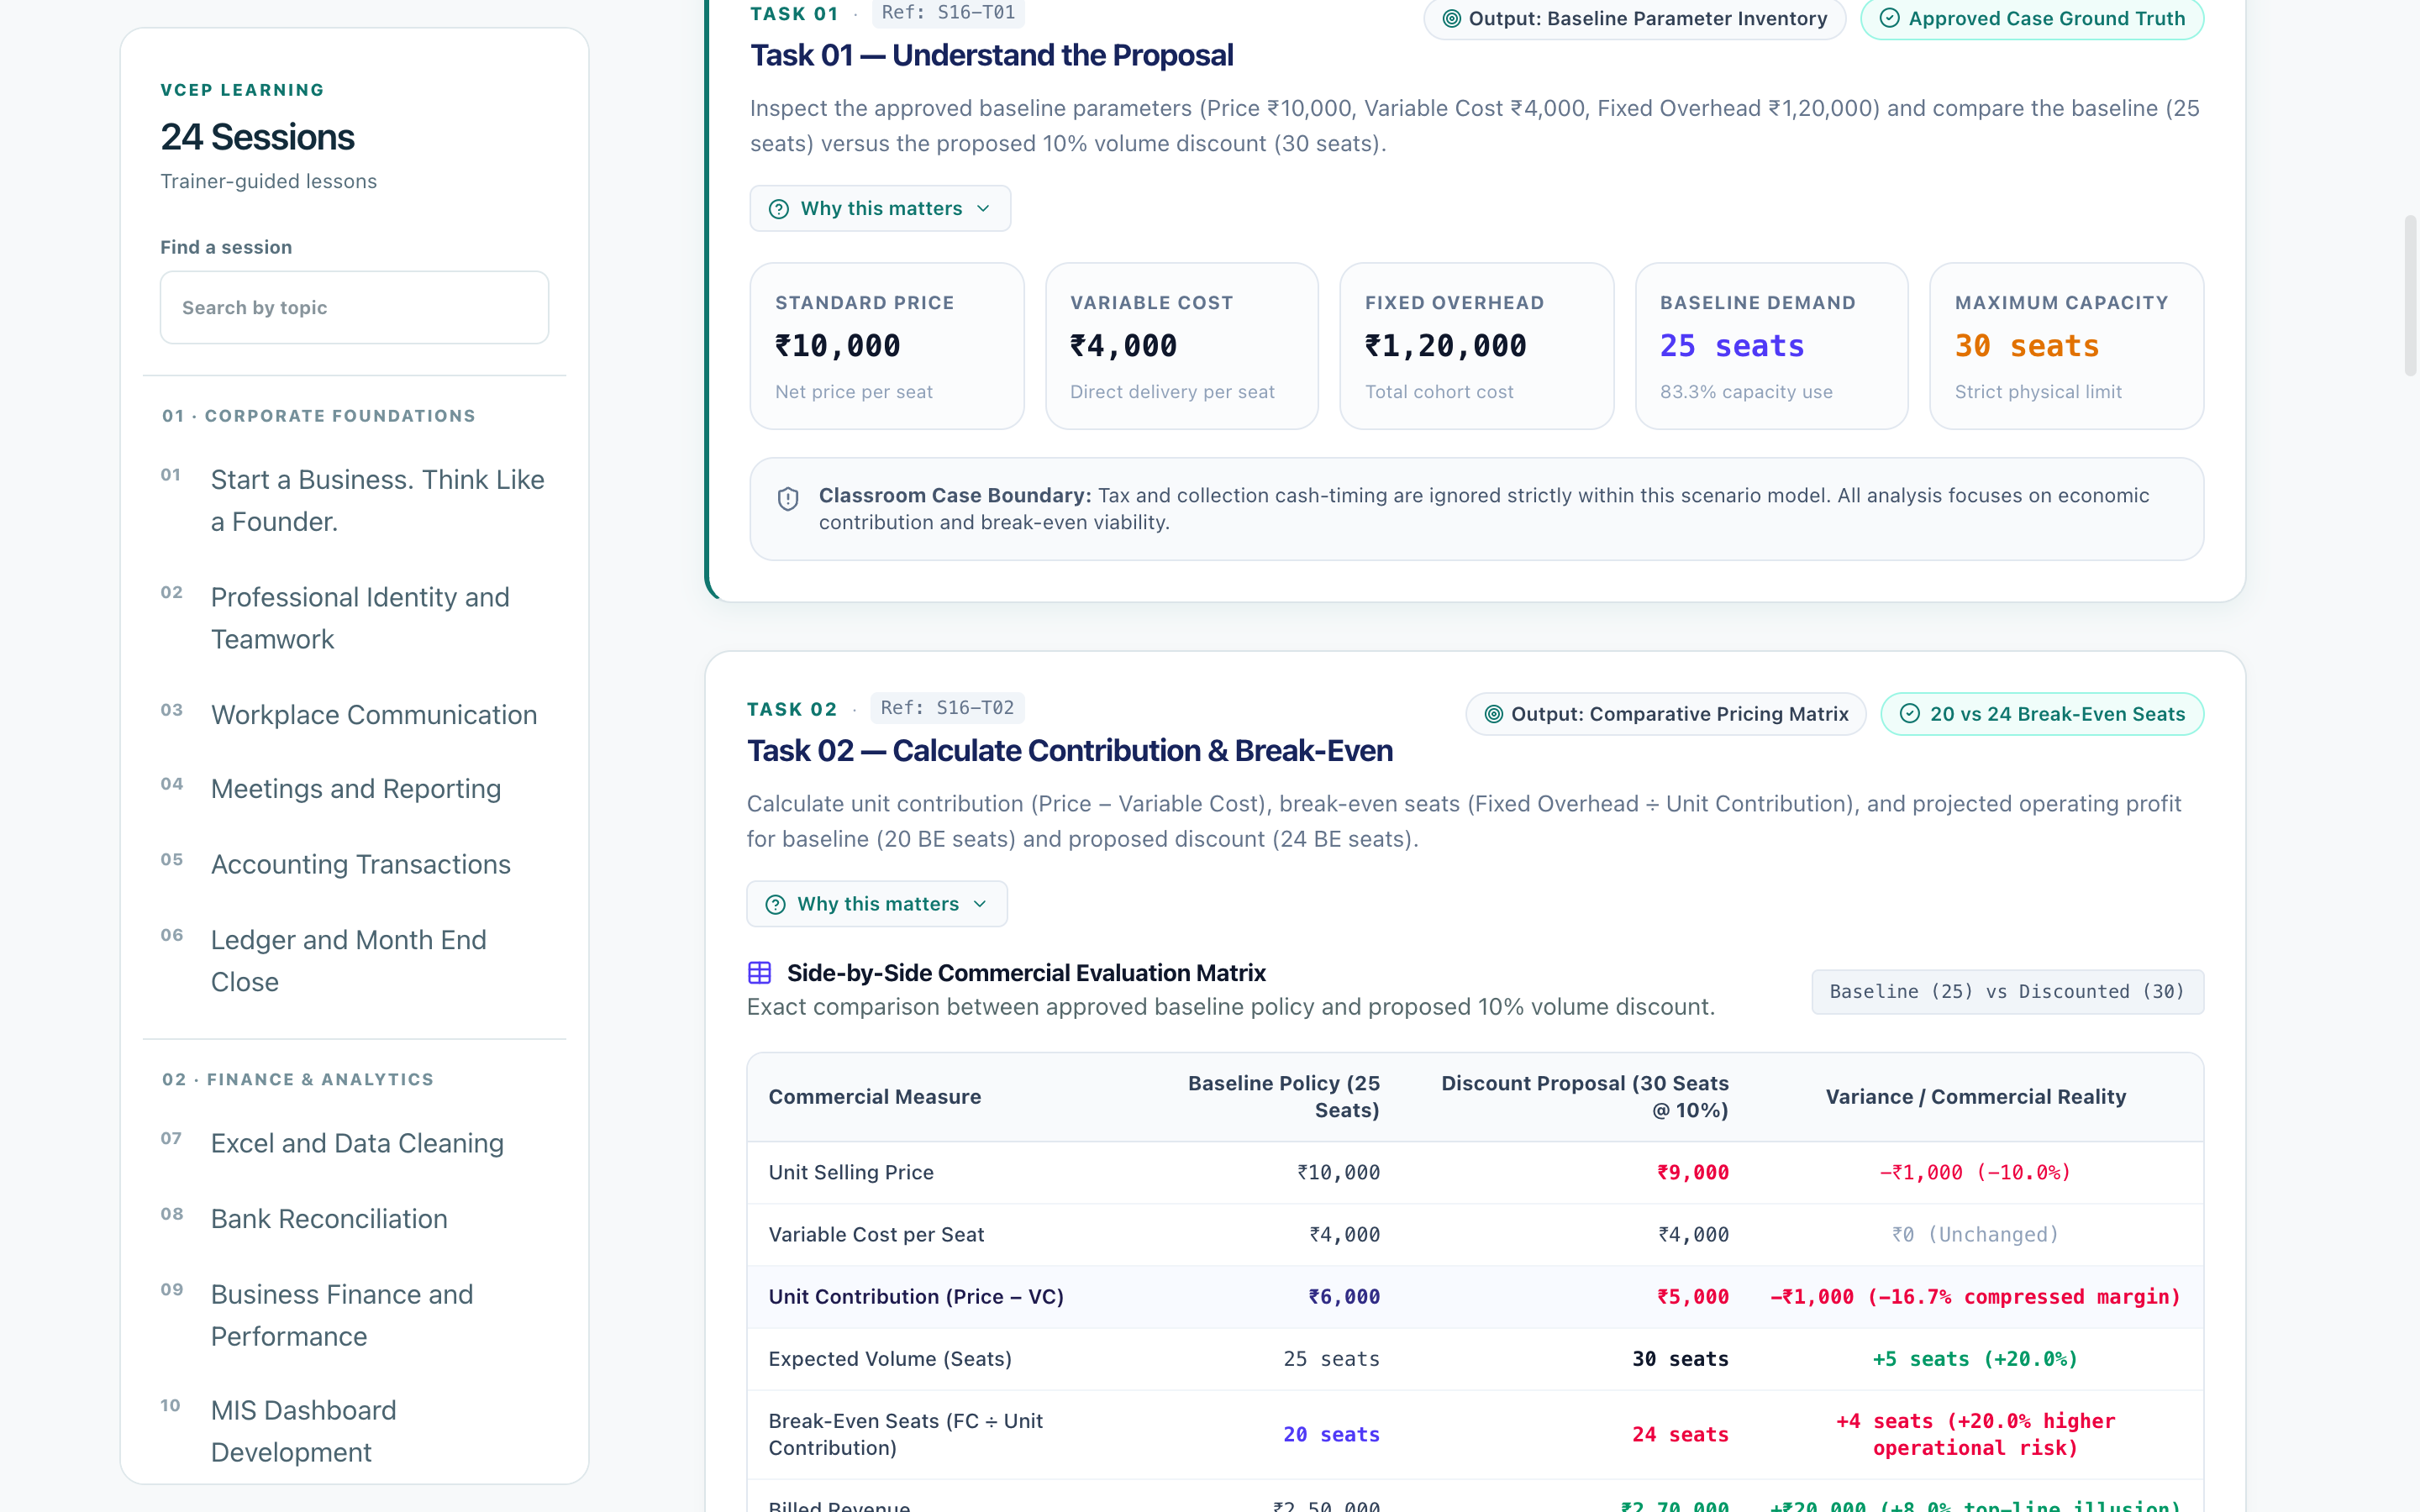 VCEP LEARNING
24 Sessions
Trainer-guided lessons
Find a session
Search by topic
01 · CORPORATE FOUNDATIONS
01 Start a Business. Think Like
a Founder.
02 Professional Identity and
Teamwork
03 Workplace Communication
04 Meetings and Reporting
05 Accounting Transactions
06 Ledger and Month End
Close
02 · FINANCE & ANALYTICS
07 Excel and Data Cleaning
08 Bank Reconciliation
09 Business Finance and
Performance
10 MIS Dashboard
Development
TASK 01 · Ref: S16-T01 Output: Baseline Parameter Inventory Approved Case Ground Truth
Task 01 — Understand the Proposal
Inspect the approved baseline parameters (Price ₹10,000, Variable Cost ₹4,000, Fixed Overhead ₹1,20,000) and compare the baseline (25
seats) versus the proposed 10% volume discount (30 seats).
Why this matters
STANDARD PRICE
₹10,000
Net price per seat
VARIABLE COST
₹4,000
Direct delivery per seat
FIXED OVERHEAD
₹1,20,000
Total cohort cost
BASELINE DEMAND
25 seats
83.3% capacity use
MAXIMUM CAPACITY
30 seats
Strict physical limit
Classroom Case Boundary: Tax and collection cash-timing are ignored strictly within this scenario model. All analysis focuses on economic
contribution and break-even viability.
TASK 02 · Ref: S16-T02 Output: Comparative Pricing Matrix 20 vs 24 Break-Even Seats
Task 02 — Calculate Contribution & Break-Even
Calculate unit contribution (Price − Variable Cost), break-even seats (Fixed Overhead ÷ Unit Contribution), and projected operating profit
for baseline (20 BE seats) and proposed discount (24 BE seats).
Why this matters
Side-by-Side Commercial Evaluation Matrix
Exact comparison between approved baseline policy and proposed 10% volume discount.
Baseline (25) vs Discounted (30)
Commercial Measure Baseline Policy (25 Seats) Discount Proposal (30 Seats @ 10%) Variance / Commercial Reality
Unit Selling Price ₹10,000 ₹9,000 −₹1,000 (−10.0%)
Variable Cost per Seat ₹4,000 ₹4,000 ₹0 (Unchanged)
Unit Contribution (Price − VC) ₹6,000 ₹5,000 −₹1,000 (−16.7% compressed margin)
Expected Volume (Seats) 25 seats 30 seats +5 seats (+20.0%)
Break-Even Seats (FC ÷ Unit Contribution) 20 seats 24 seats +4 seats (+20.0% higher operational risk)
Billed Revenue ₹2,50,000 ₹2,70,000 +₹20,000 (+8.0% top-line illusion)